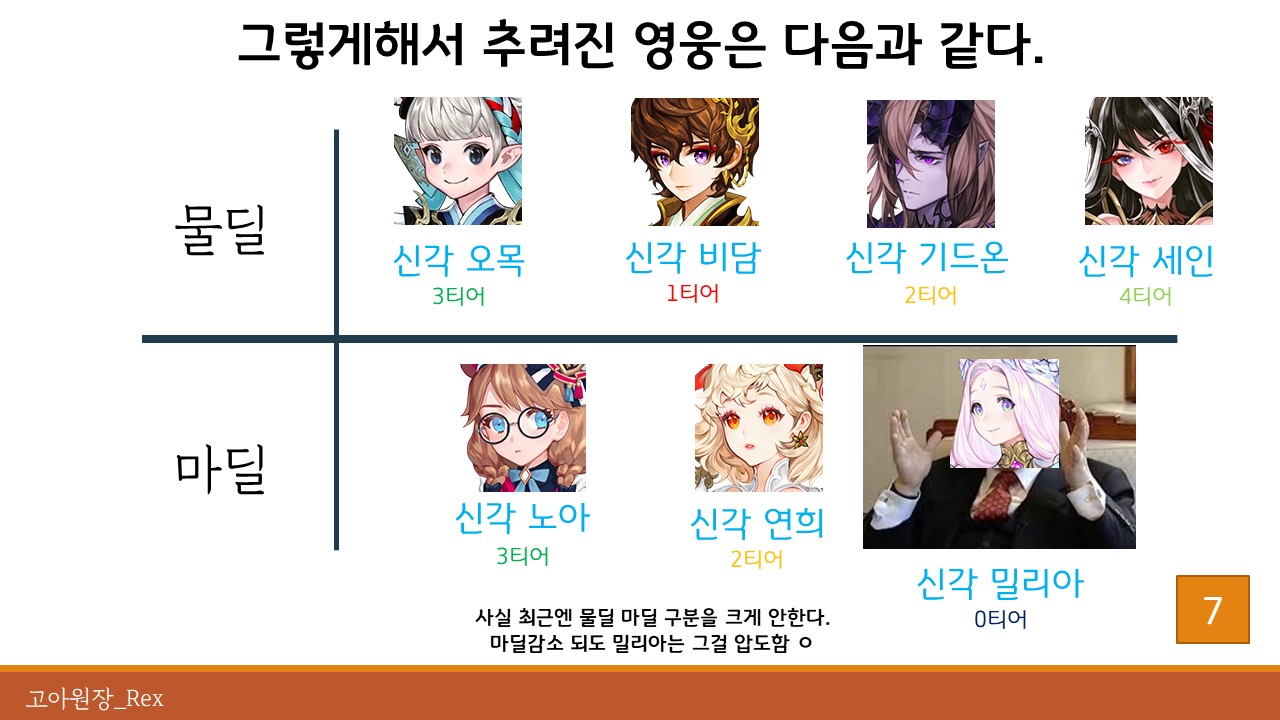 그렇게해서 추려진 영웅은 다음과 같다.
물딜
신각 오목
3티어
신각 비담
1티어
신각 기드온
2티어
신각 세인
4티어
마딜
신각 노아
3티어
신각 연희
2티어
신각 밀리아
0티어
사실 최근엔 물딜 마딜 구분을 크게 안한다.
마딜감소 되도 밀리아는 그걸 압도함 ㅇ
7
고아원장_Rex